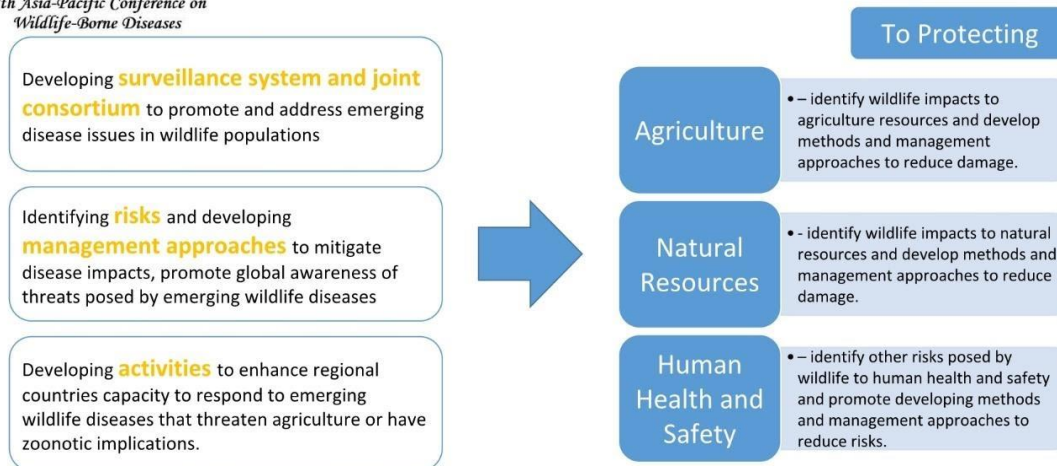 th Asia-Pacific Conference on
Wildlife-Borne Diseases
Developing surveillance system and joint
consortium to promote and address emerging
disease issues in wildlife populations
Identifying risks and developing
management approaches to mitigate
disease impacts, promote global awareness of
threats posed by emerging wildlife diseases
Developing activities to enhance regional
countries capacity to respond to emerging
wildlife diseases that threaten agriculture or have
zoonotic implications.
To Protecting
Agriculture
• – identify wildlife impacts to
agriculture resources and develop
methods and management
approaches to reduce damage.
Natural
Resources
• - identify wildlife impacts to natural
resources and develop methods and
management approaches to reduce
damage.
Human
Health and
Safety
• – identify other risks posed by
wildlife to human health and safety
and promote developing methods
and management approaches to
reduce risks.